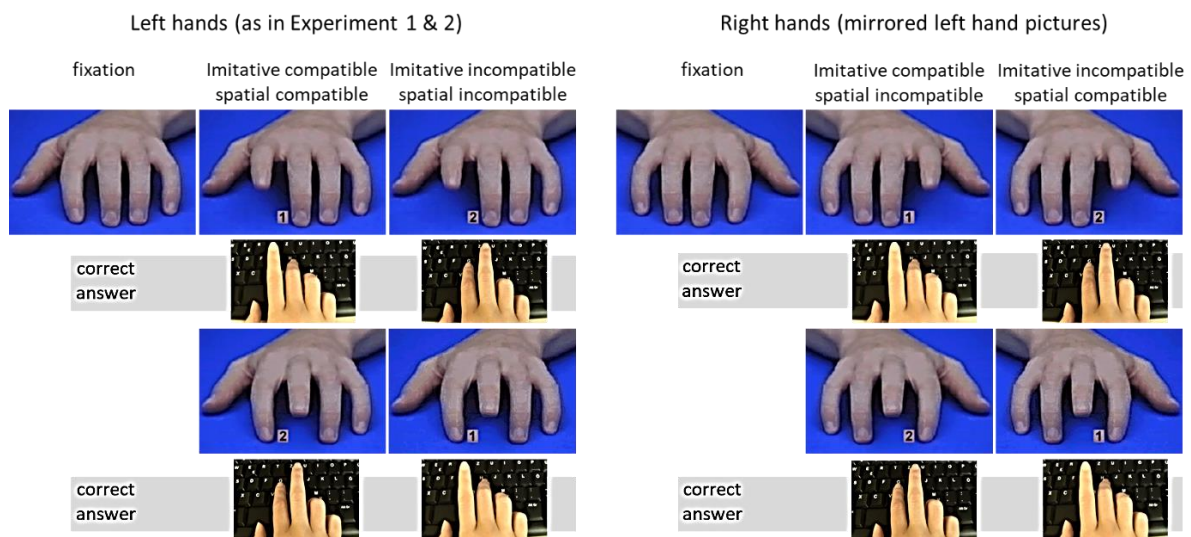 Left hands (as in Experiment 1 & 2)
fixation
Imitative compatible
spatial compatible
Imitative incompatible
spatial incompatible
1
2
correct
answer
2
1
correct
answer
Right hands (mirrored left hand pictures)
fixation
Imitative compatible
spatial incompatible
Imitative incompatible
spatial compatible
1
2
correct
answer
2
1
correct
answer